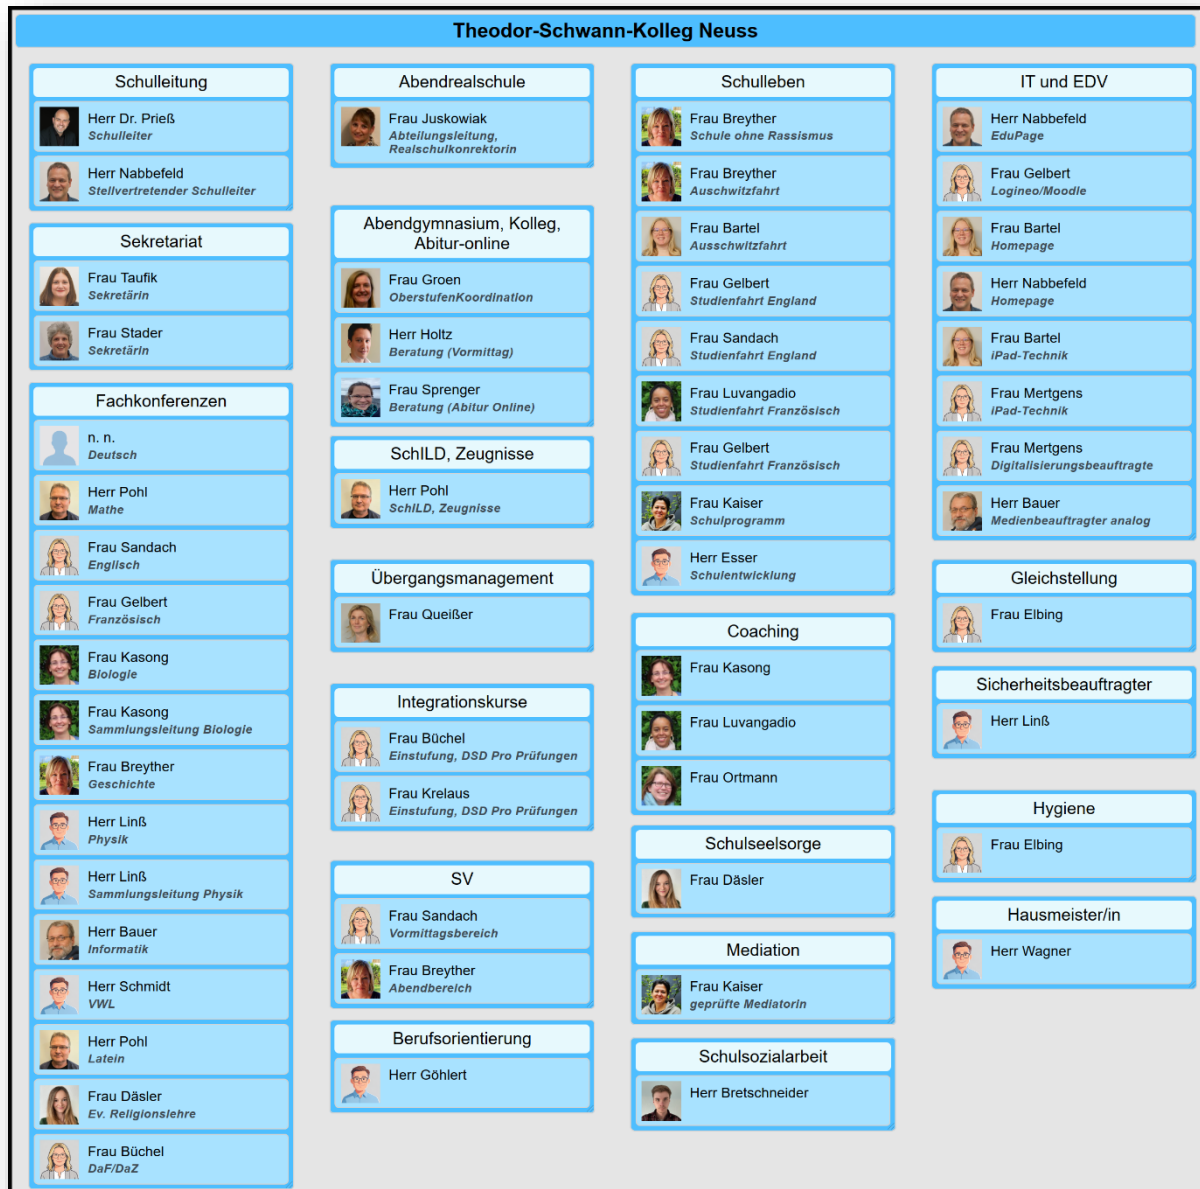 Theodor-Schwann-Kolleg Neuss
Schulleitung
Herr Dr. Prieß
Schulleiter
Herr Nabbefeld
Stellvertretender Schulleiter
Sekretariat
Frau Taufik
Sekretärin
Frau Stader
Sekretärin
Fachkonferenzen
n. n.
Deutsch
Herr Pohl
Mathe
Frau Sandach
Englisch
Frau Gelbert
Französisch
Frau Kasong
Biologie
Frau Kasong
Sammlungsleitung Biologie
Frau Breyther
Geschichte
Herr Linß
Physik
Herr Linß
Sammlungsleitung Physik
Herr Bauer
Informatik
Herr Schmidt
VWL
Herr Pohl
Latein
Frau Däsler
Ev. Religionslehre
Frau Büchel
DaF/DaZ
Abendrealschule
Frau Juskowiak
Abteilungsleitung,
Realschulkonrektorin
Abendgymnasium, Kolleg,
Abitur-online
Frau Groen
OberstufenKoordination
Herr Holtz
Beratung (Vormittag)
Frau Sprenger
Beratung (Abitur Online)
SchILD, Zeugnisse
Herr Pohl
SchILD, Zeugnisse
Übergangsmanagement
Frau Queißer
Integrationskurse
Frau Büchel
Einstufung, DSD Pro Prüfungen
Frau Krelaus
Einstufung, DSD Pro Prüfungen
SV
Frau Sandach
Vormittagsbereich
Frau Breyther
Abendbereich
Berufsorientierung
Herr Göhlert
Schulleben
Frau Breyther
Schule ohne Rassismus
Frau Breyther
Auschwitzfahrt
Frau Bartel
Ausschwitzfahrt
Frau Gelbert
Studienfahrt England
Frau Sandach
Studienfahrt England
Frau Luvangadio
Studienfahrt Französisch
Frau Gelbert
Studienfahrt Französisch
Frau Kaiser
Schulprogramm
Herr Esser
Schulentwicklung
Coaching
Frau Kasong
Frau Luvangadio
Frau Ortmann
Schulseelsorge
Frau Däsler
Mediation
Frau Kaiser
geprüfte Mediatorin
Schulsozialarbeit
Herr Bretschneider
IT und EDV
Herr Nabbefeld
EduPage
Frau Gelbert
Logineo/Moodle
Frau Bartel
Homepage
Herr Nabbefeld
Homepage
Frau Bartel
iPad-Technik
Frau Mertgens
iPad-Technik
Frau Mertgens
Digitalisierungsbeauftragte
Herr Bauer
Medienbeauftragter analog
Gleichstellung
Frau Elbing
Sicherheitsbeauftragter
Herr Linß
Hygiene
Frau Elbing
Hausmeister/in
Herr Wagner